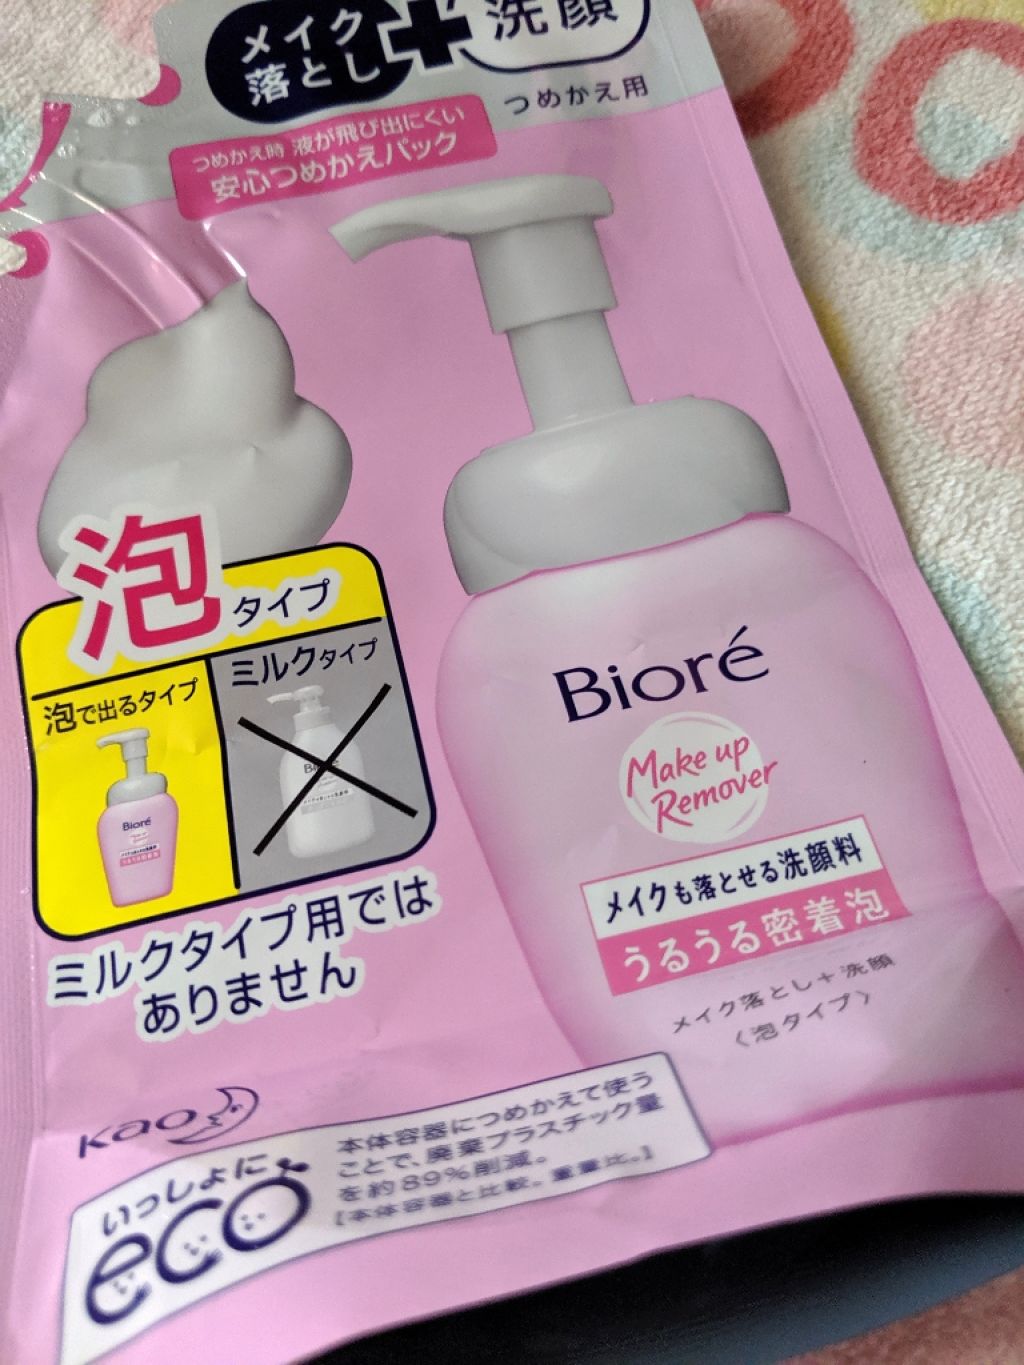 メイク
落とし
+
洗顔
つめかえ用
つめかえ時 液が飛び出にくい
安心つめかえパック
泡タイプ
泡で出るタイプ
ミルクタイプ
Bioré
Bioré
ミルクタイプ用では
ありません
Bioré
Make up
Remover
メイクも落とせる洗顔料
うるうる密着泡
メイク落とし+洗顔
〈泡タイプ〉
Kao
いっしょに
eco
本体容器につめかえて使う
ことで、廃棄プラスチック量
を約89%削減。
【本体容器と比較。重量比。】